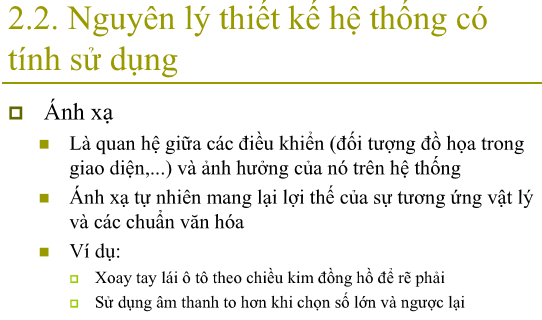 2.2. Nguyên lý thiết kế hệ thống có
tính sử dụng
Ánh xạ
Là quan hệ giữa các điều khiển (đối tượng đồ họa trong
giao diện,...) và ảnh hưởng của nó trên hệ thống
Ánh xạ tự nhiên mang lại lợi thế của sự tương ứng vật lý
và các chuẩn văn hóa
Ví dụ:
Xoay tay lái ô tô theo chiều kim đồng hồ để rẽ phải
Sử dụng âm thanh to hơn khi chọn số lớn và ngược lại